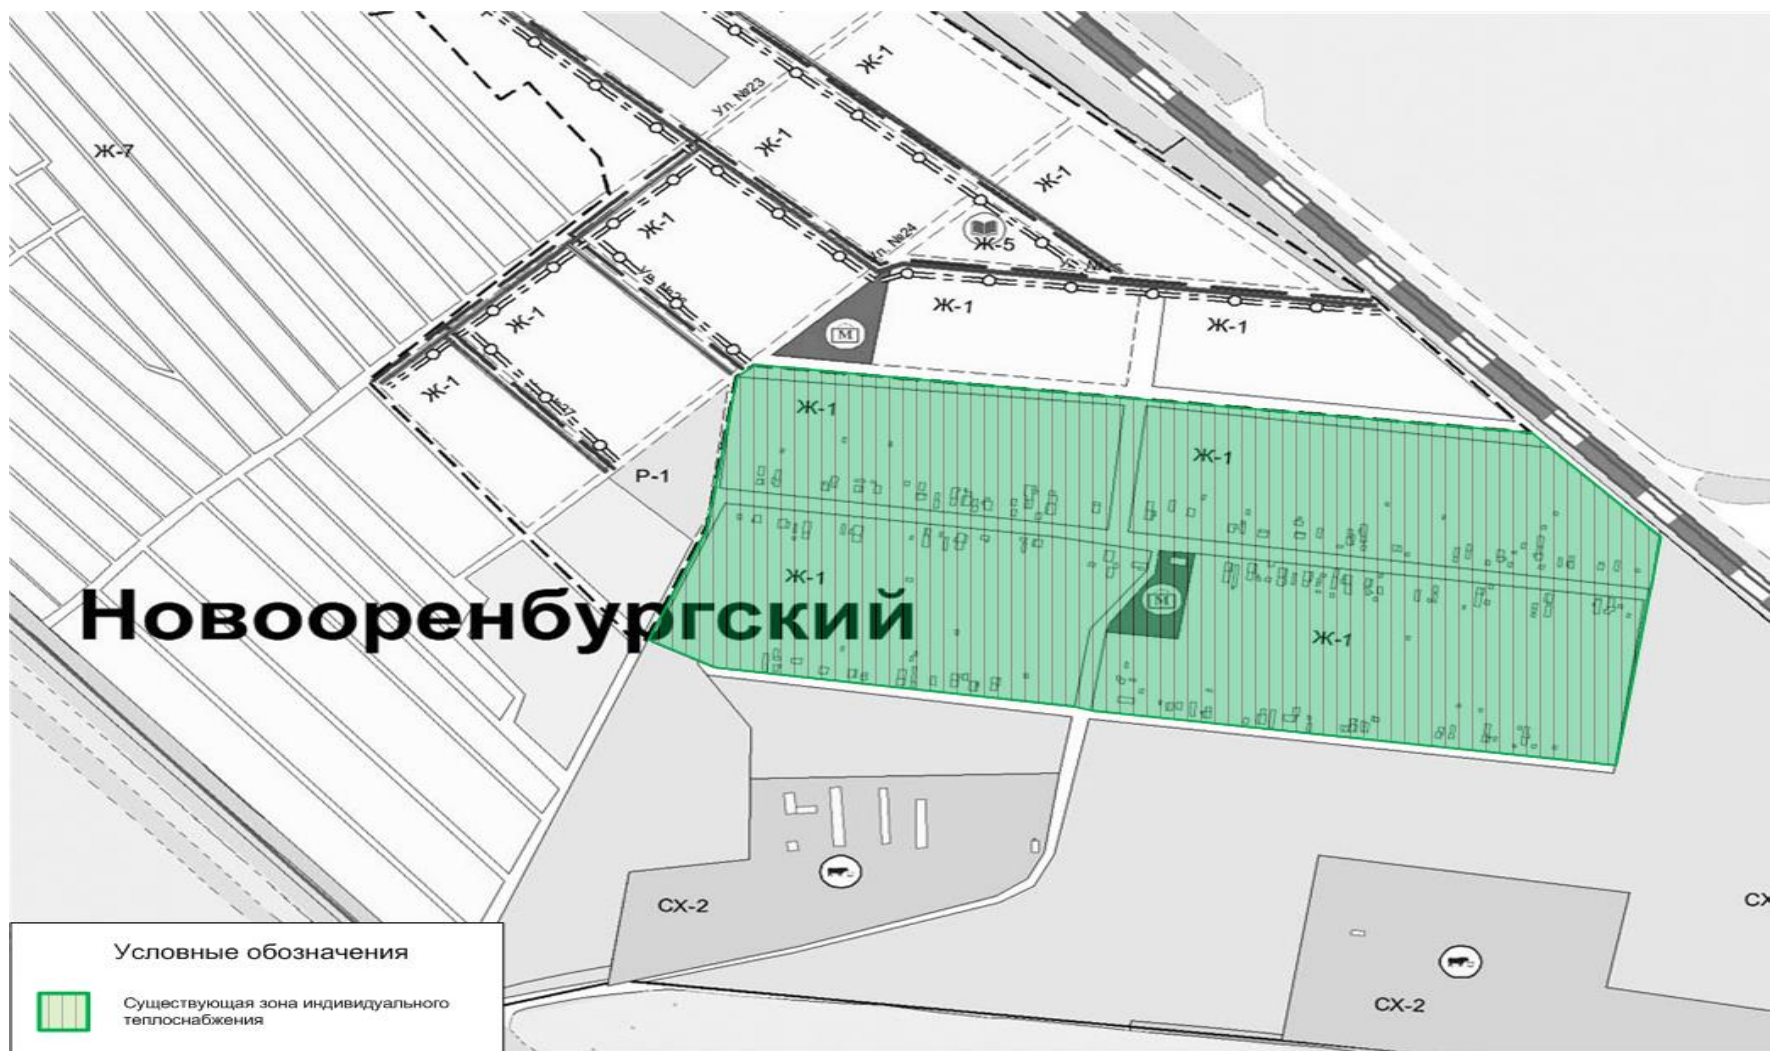 Ж-1
Ул. №23
Ж-7
Ж-1
Ж-1
Ж-1
Ул. №24
Ж-5
Ж-1
Ж-1
Ж-1
М
Ж-1
Ж-1
Ж-1
Р-1
Ж-1
Ж-1
М
Новооренбургский
Ж-1
СХ-2
СХ
СХ-2
Условные обозначения
Существующая зона индивидуального
теплоснабжения